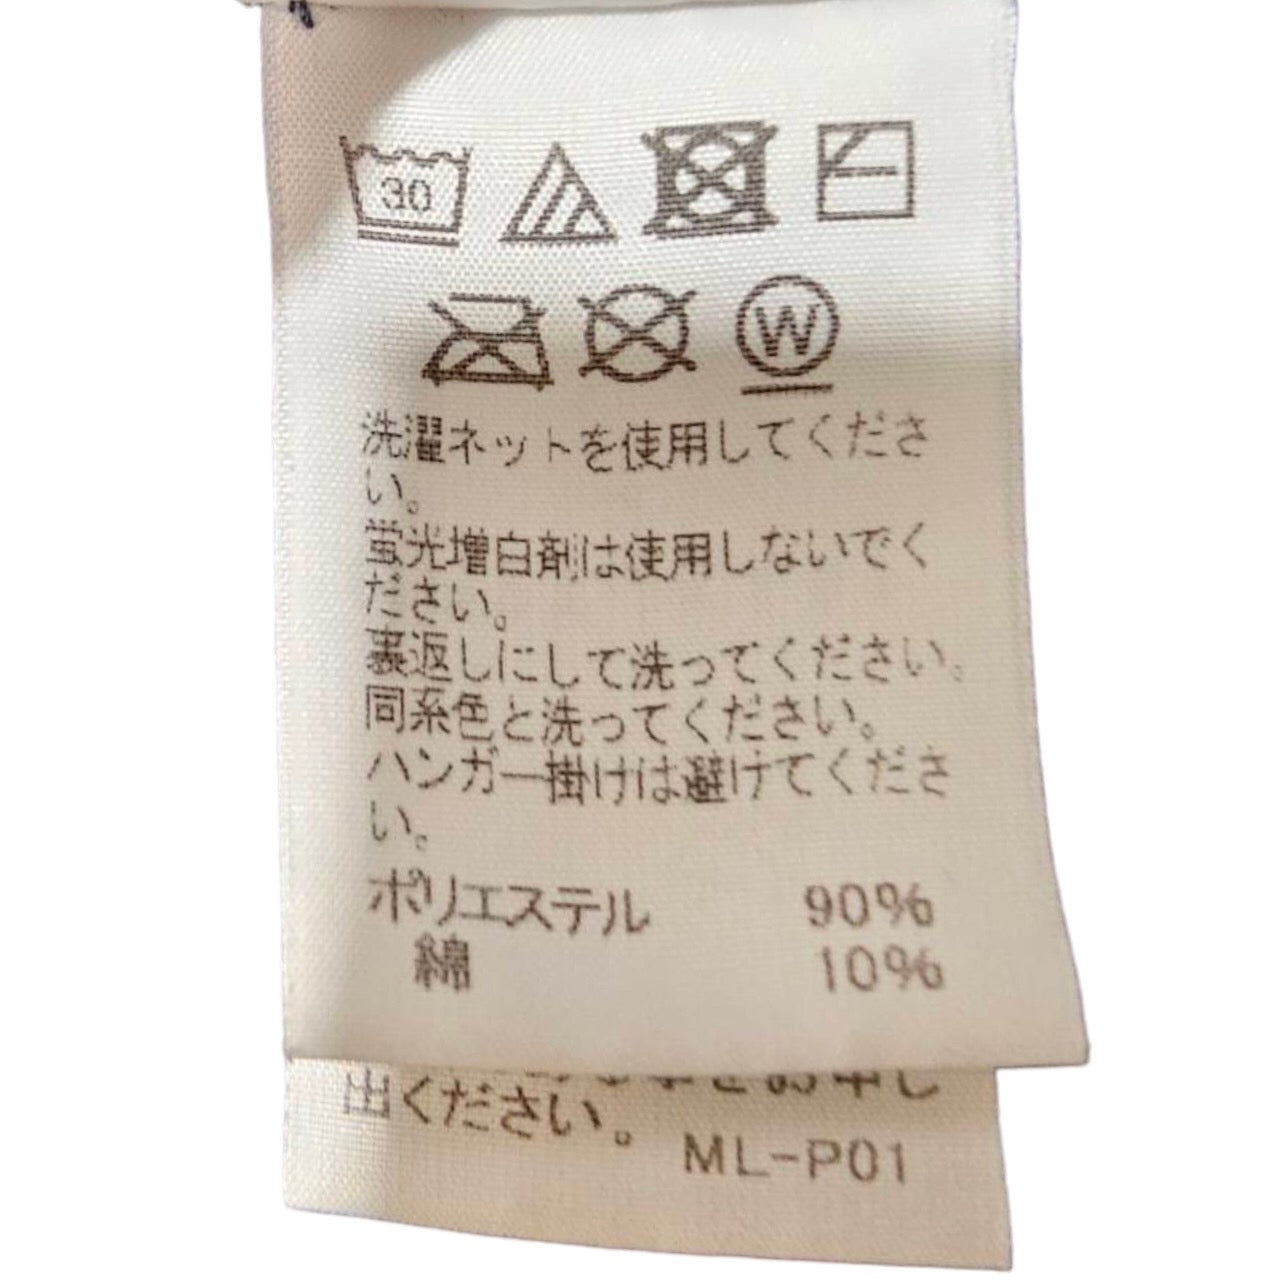 30
W
洗濯ネットを使用してくださ
い。
蛍光増白剤は使用しないでく
ださい。
裏返しにして洗ってください。
同系色と洗ってください。
ハンガー掛けは避けてくださ
い。
ポリエステル 90%
綿 10%
をお申し
出ください。
ML-P01